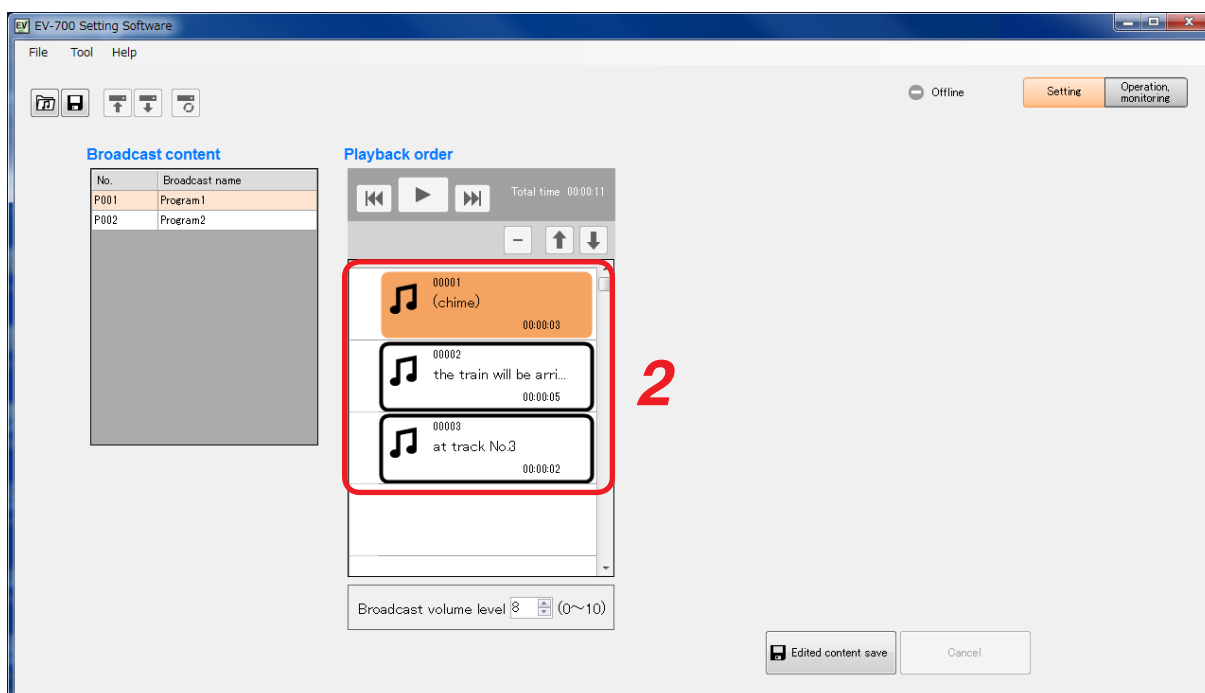 EV EV-700 Setting Software
File Tool Help
Offline
Setting
Operation,
monitoring
Broadcast content
No. Broadcast name
P001 Program1
P002 Program2
Playback order
Total time 00:00:11
00001
(chime)
00:00:03
00002
the train will be arri...
00:00:05
00003
at track No.3
00:00:02
2
Broadcast volume level 8 (0～10)
Edited content save
Cancel